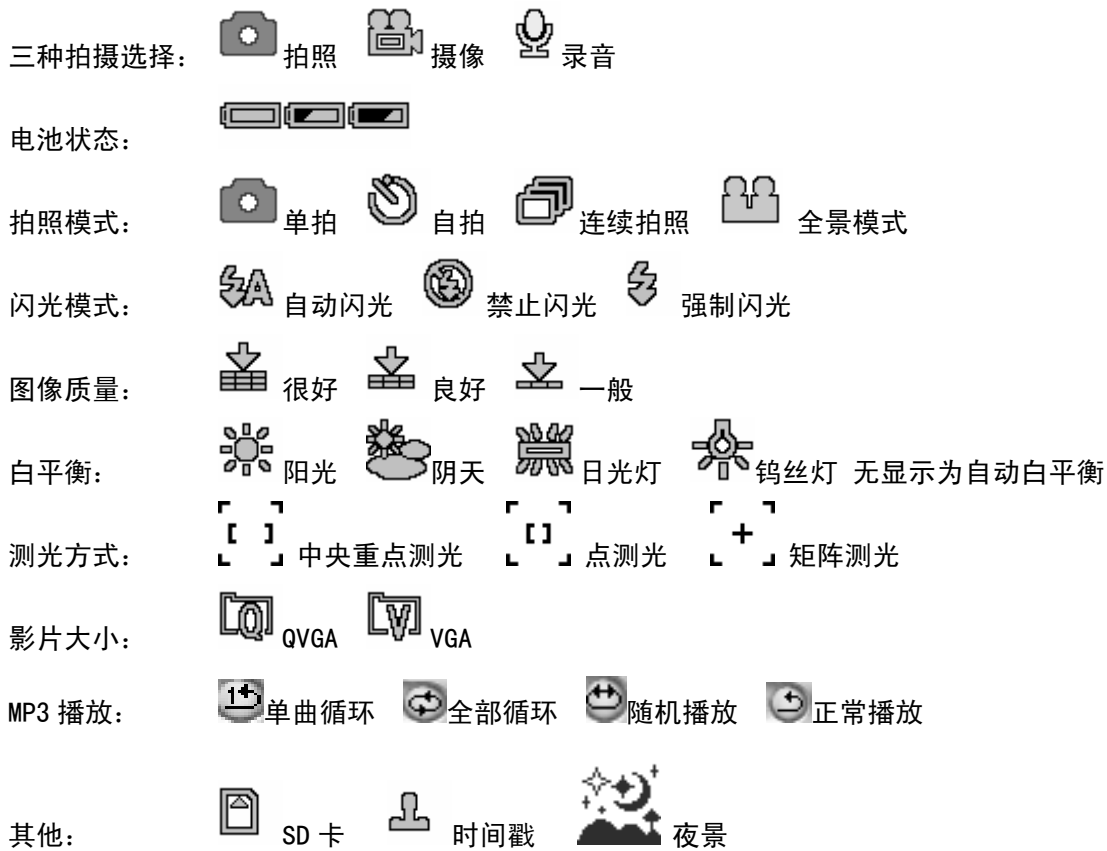 三种拍摄选择： 拍照 摄像 录音
电池状态：
拍照模式： 单拍 自拍 连续拍照 全景模式
闪光模式： 自动闪光 禁止闪光 强制闪光
图像质量： 很好 良好 一般
白平衡： 阳光 阴天 日光灯 钨丝灯 无显示为自动白平衡
测光方式： 中央重点测光 点测光 矩阵测光
影片大小： QVGA VGA
MP3 播放： 单曲循环 全部循环 随机播放 正常播放
其他： SD 卡 时间戳 夜景